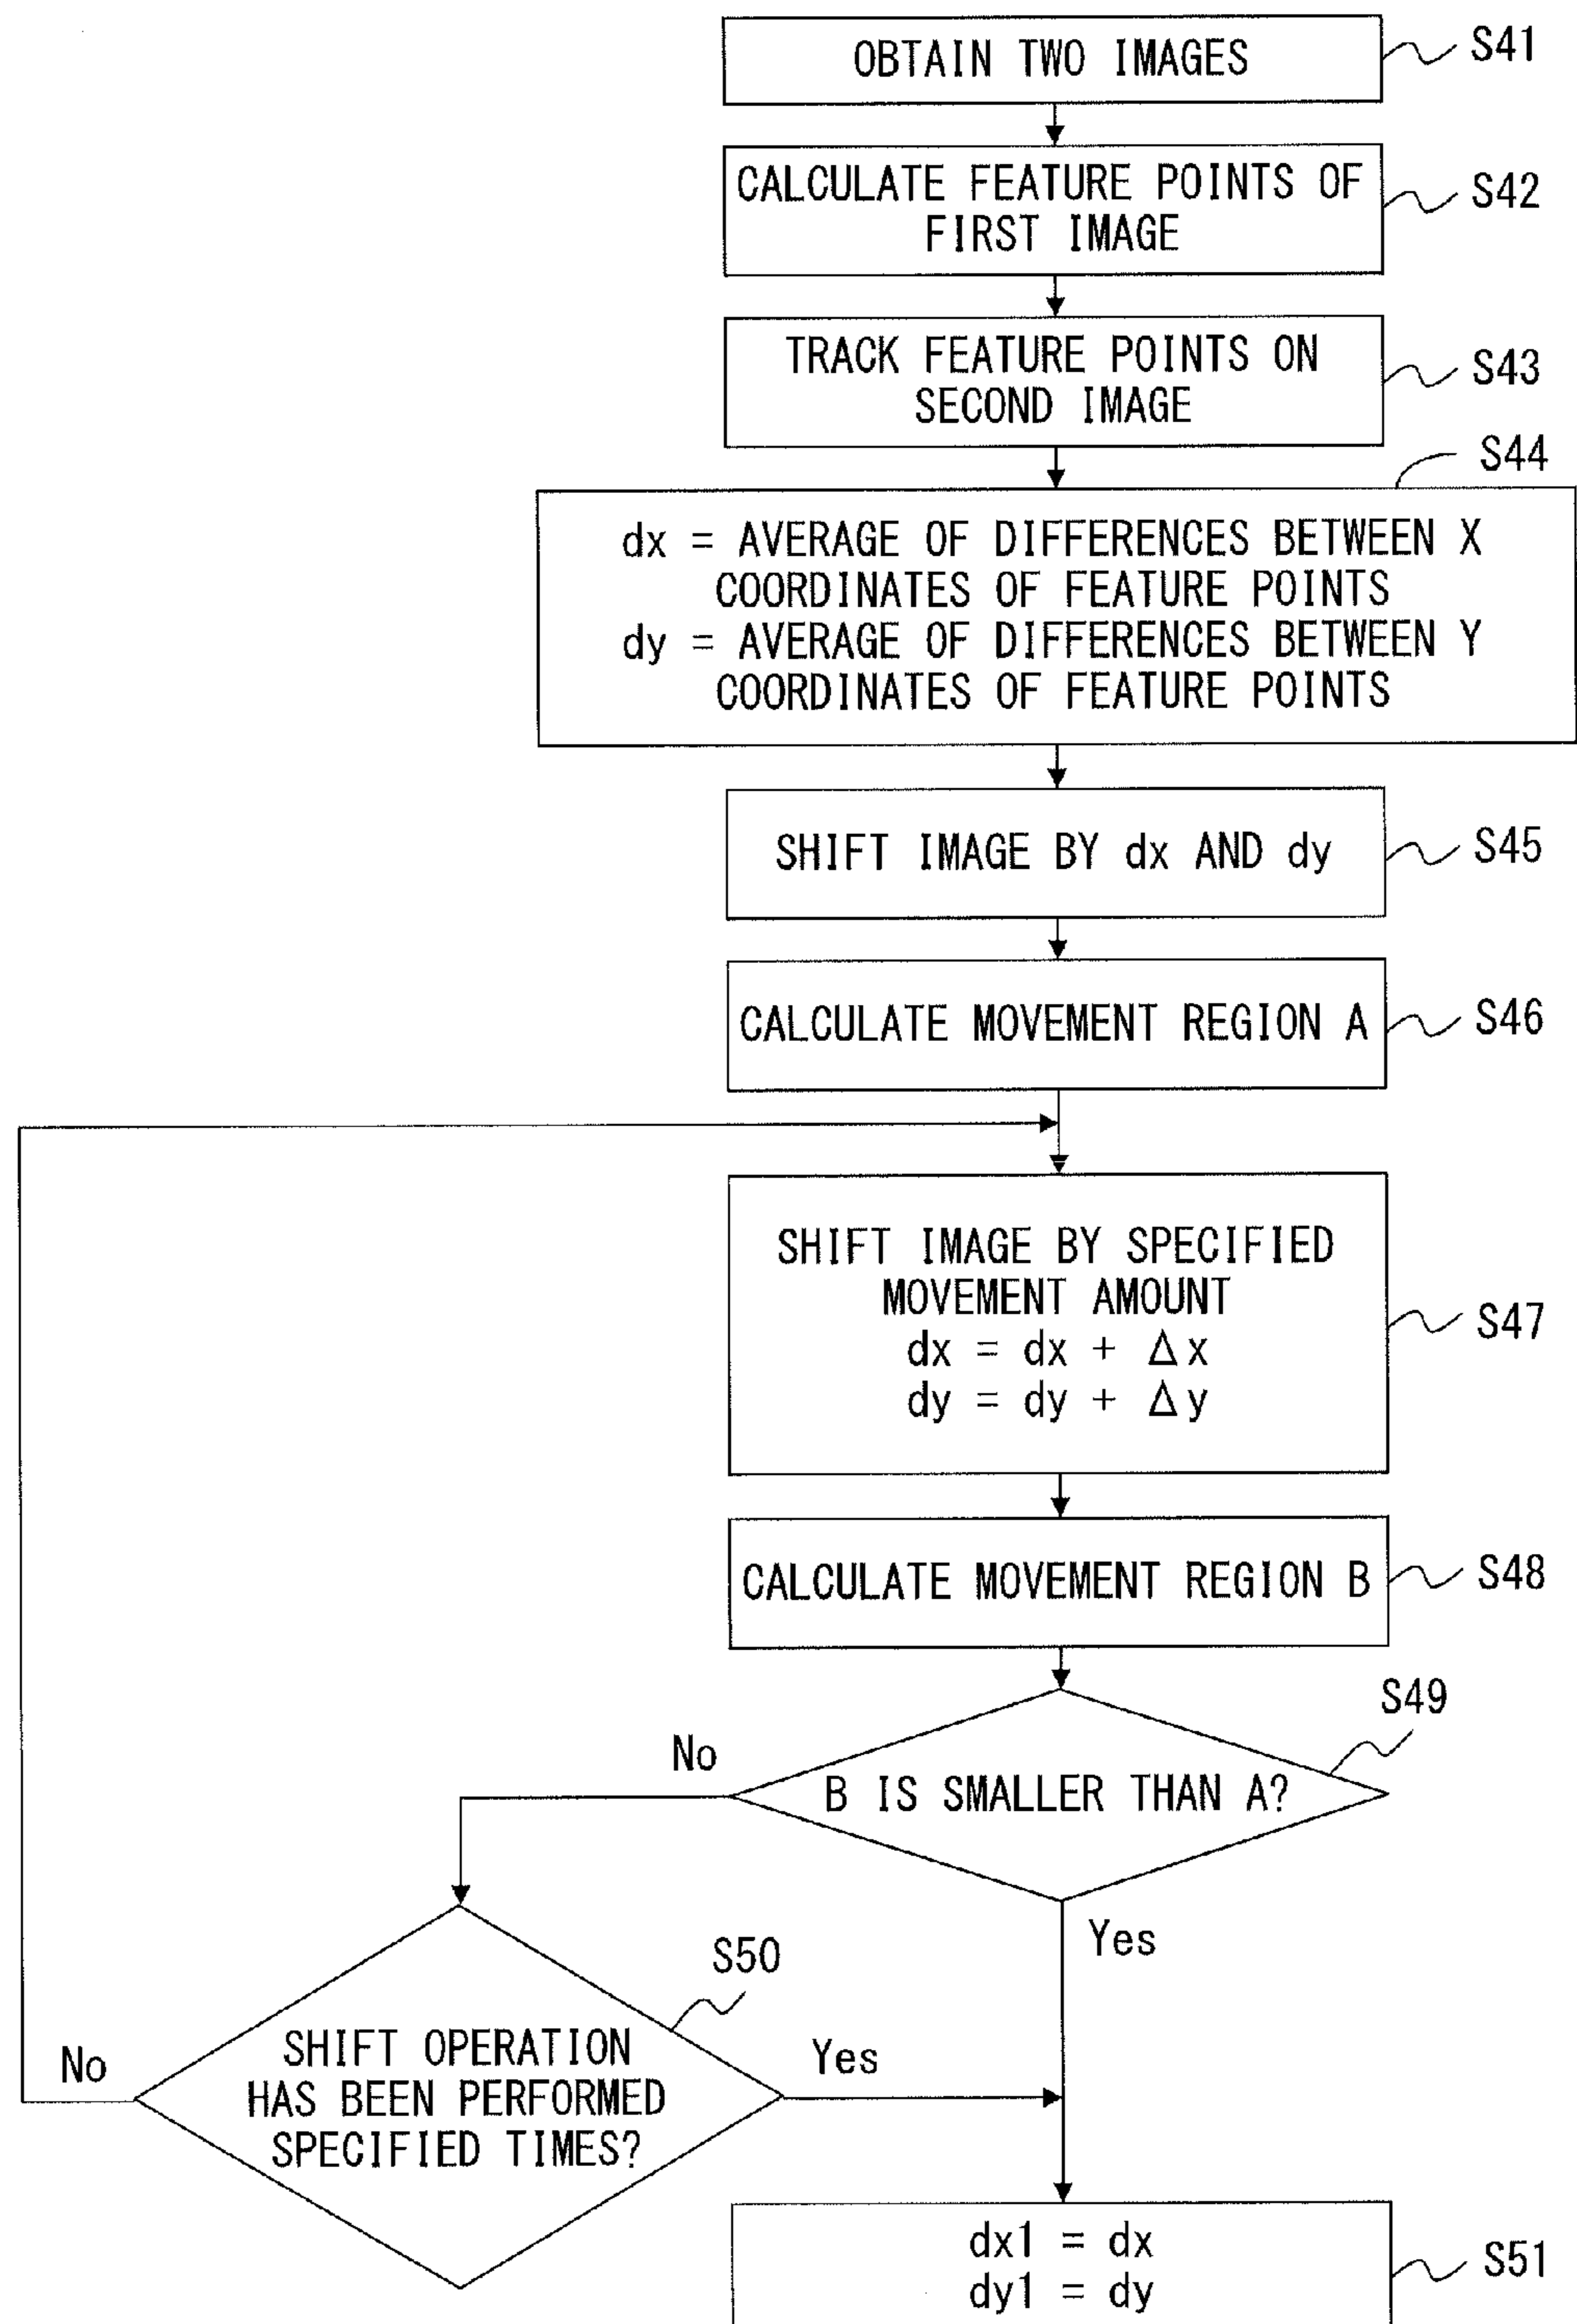 OBTAIN TWO IMAGES
S41
CALCULATE FEATURE POINTS OF
FIRST IMAGE
S42
TRACK FEATURE POINTS ON
SECOND IMAGE
S43
S44
dx = AVERAGE OF DIFFERENCES BETWEEN X
COORDINATES OF FEATURE POINTS
dy = AVERAGE OF DIFFERENCES BETWEEN Y
COORDINATES OF FEATURE POINTS
SHIFT IMAGE BY dx AND dy
S45
CALCULATE MOVEMENT REGION A
S46
SHIFT IMAGE BY SPECIFIED
MOVEMENT AMOUNT
dx = dx + Δx
dy = dy + Δy
S47
CALCULATE MOVEMENT REGION B
S48
S49
No
B IS SMALLER THAN A?
Yes
S50
SHIFT OPERATION
HAS BEEN PERFORMED
SPECIFIED TIMES?
No
Yes
dx1 = dx
dy1 = dy
S51